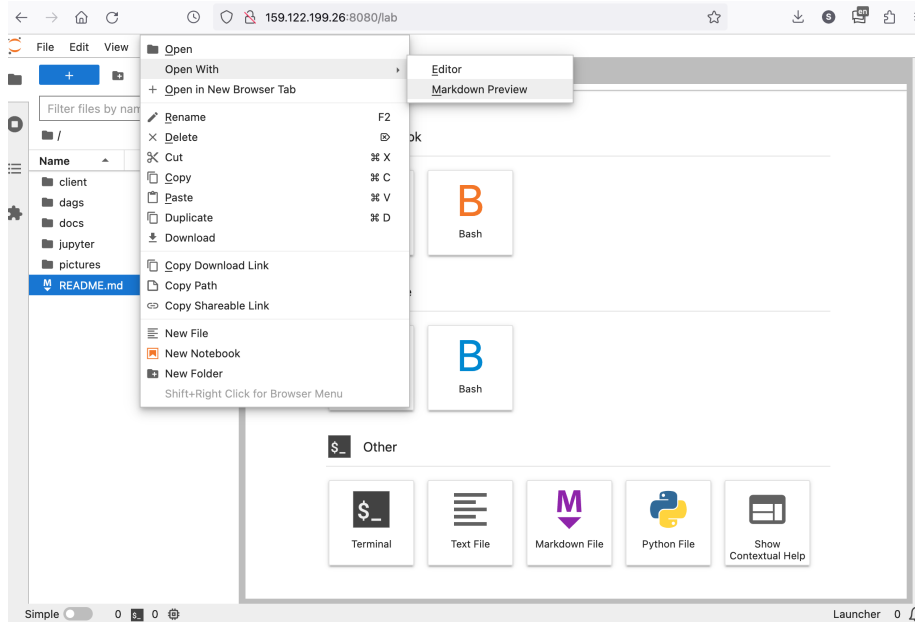 159.122.199.26:8080/lab
S
en
File Edit View
Open
Open With
Editor
Open in New Browser Tab
Markdown Preview
+
Filter files by nam
Rename F2
/
Delete
ok
Cut ⌘ X
Name
Copy ⌘ C
client
Paste ⌘ V
dags
Duplicate ⌘ D
docs
B
Bash
Download
jupyter
pictures
Copy Download Link
README.md
Copy Path
Copy Shareable Link
New File
New Notebook
B
New Folder
Bash
Shift+Right Click for Browser Menu
$_ Other
$_
M
Terminal
Text File
Markdown File
Python File
Show
Contextual Help
Simple 0 $_ 0
Launcher 0